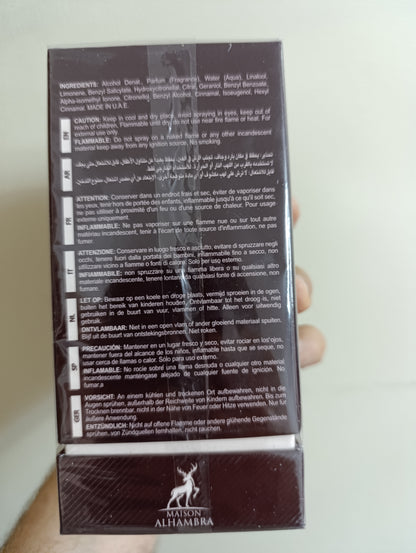 INGREDIENTS: Alcohol Denat., Parfum (Fragrance), Water (Aqua), Linalool,
Limonene, Benzyl Salicylate, Hydroxycitronellal, Citral, Geraniol, Benzyl Benzoate,
Alpha-Isomethyl Ionone, Citronellol, Benzyl Alcohol, Cinnamal, Isoeugenol, Hexyl
Cinnamal, MADE IN U.A.E.
EN
CAUTION: Keep in cool and dry place, avoid spraying in eyes, keep out of
reach of children. Flammable until dry, do not use near fire flame or heat. For
external use only.
FLAMMABLE: Do not spray on a naked flame or any other incandescent
material keep away from any ignition source. No smoking.
AR
FR
ATTENTION: Conserver dans un endroit frais et sec, éviter de vaporiser dans
les yeux, tenir hors de portée des enfants, inflammable jusqu'à ce qu'il soit sec,
ne pas utiliser à proximité d'un feu ou d'une source de chaleur. Pour usage
externe uniquement.
INFLAMMABLE: Ne pas vaporiser sur une flamme nue ou sur tout autre
matériau incandescent, tenir à l'écart de toute source d'inflammation, ne pas
fumer.
IT
ATTENZIONE: Conservare in luogo fresco e asciutto, evitare di spruzzare negli
occhi, tenere fuori dalla portata dei bambini, infiammabile fino a secco, non
utilizzare vicino a fiamme o fonti di calore. Solo per uso esterno.
INFIAMMABILE: non spruzzare su una fiamma libera o su qualsiasi altro
materiale incandescente, tenere lontano da qualsiasi fonte di accensione, non
fumare.
NL
LET OP: Bewaar op een koele en droge plaats, vermijd sproeien in de ogen,
buiten het bereik van kinderen houden. Ontvlambaar tot het droog is, niet
gebruiken in de buurt van vuur, vlammen of hitte. Alleen voor uitwendig
gebruik.
ONTVLAMBAAR: Niet in een open vlam of ander gloeiend materiaal spuiten.
Blijf uit de buurt van ontstekingsbronnen. Niet roken.
SP
PRECAUCIÓN: Mantener en un lugar fresco y seco, evitar rociar en los ojos,
mantener fuera del alcance de los niños, inflamable hasta que se seque, no
usar cerca de llamas o calor. Sólo para uso externo.
INFLAMABLE: No rocie sobre una llama desnuda o cualquier otro material
incandescente manténgase alejado de cualquier fuente de ignición. No
fumar.a
GER
VORSICHT: An einem kühlen und trockenen Ort aufbewahren, nicht in die
Augen sprühen, außerhalb der Reichweite von Kindern aufbewahren. Bis zum
Trocknen brennbar, nicht in der Nähe von Feuer oder Hitze verwenden. Nur für
äußere Anwendung.
ENTZÜNDLICH: Nicht auf offene Flamme oder andere glühende Gegenstände
sprühen, von Zündquellen fernhalten, nicht rauchen.
MAISON
ALHAMBRA